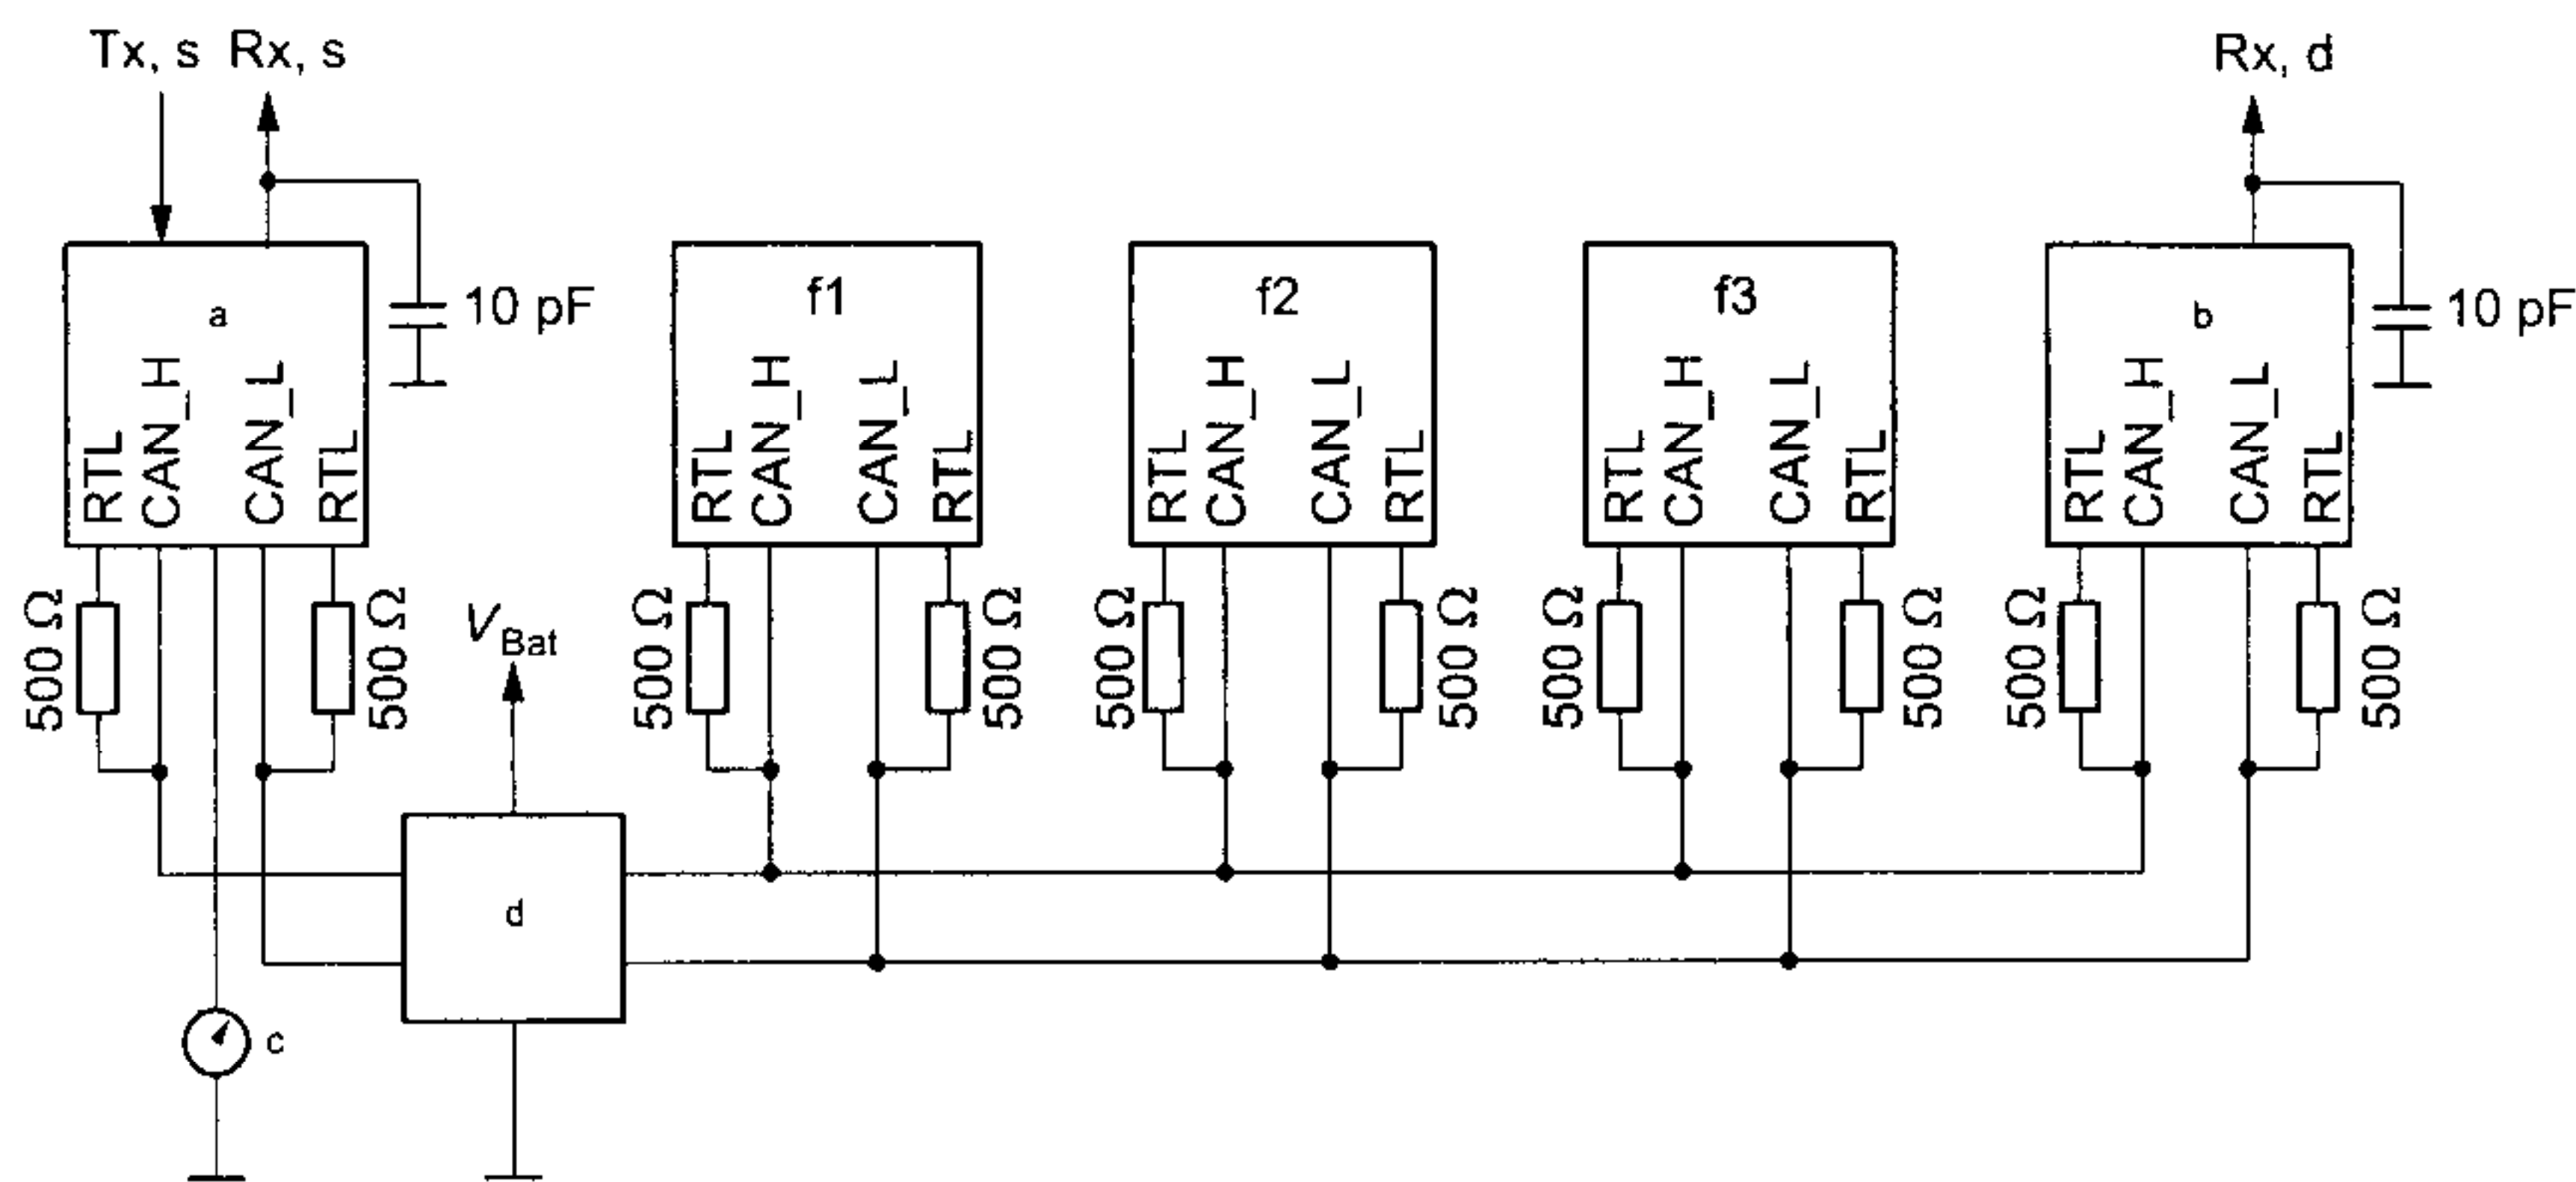 Tx, s Rx, s
Rx, d
10 pF
10 pF
a
f1
f2
f3
b
RTL
CAN_H
CAN_L
RTL
RTL
CAN_H
CAN_L
RTL
RTL
CAN_H
CAN_L
RTL
RTL
CAN_H
CAN_L
RTL
RTL
CAN_H
CAN_L
RTL
500 Ω
500 Ω
500 Ω
500 Ω
500 Ω
500 Ω
500 Ω
500 Ω
500 Ω
500 Ω
VBat
d
c